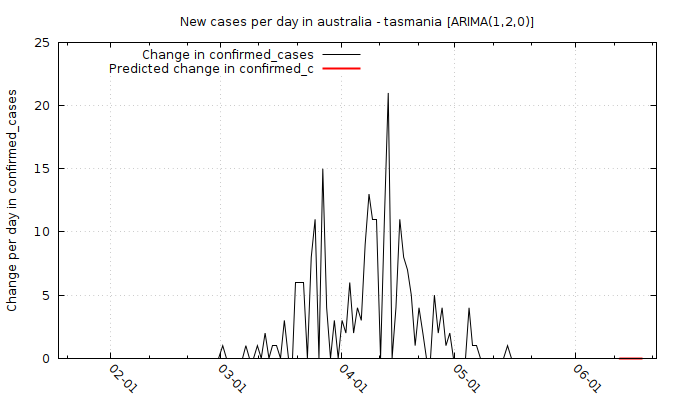 New cases per day in australia - tasmania [ARIMA(1,2,0)]
Change in confirmed_cases
Predicted change in confirmed_c
Change per day in confirmed_cases
25
20
15
10
5
0
02-01
03-01
04-01
05-01
06-01